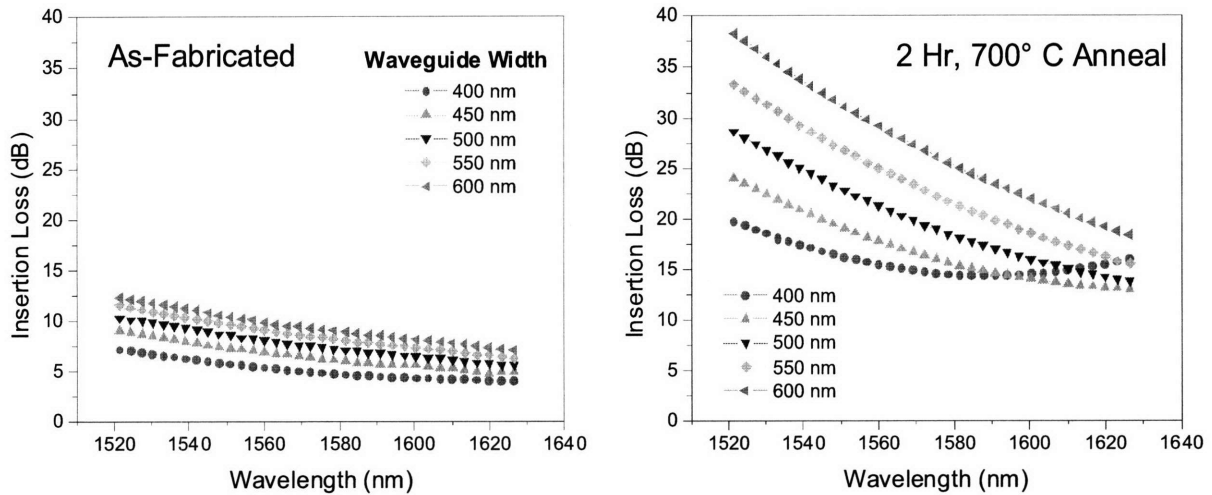 As-Fabricated
Waveguide Width
400 nm
450 nm
500 nm
550 nm
600 nm
40
35
30
25
20
15
10
5
0
Insertion Loss (dB)
1520 1540 1560 1580 1600 1620 1640
Wavelength (nm)
2 Hr, 700° C Anneal
400 nm
450 nm
500 nm
550 nm
600 nm
40
35
30
25
20
15
10
5
0
Insertion Loss (dB)
1520 1540 1560 1580 1600 1620 1640
Wavelength (nm)